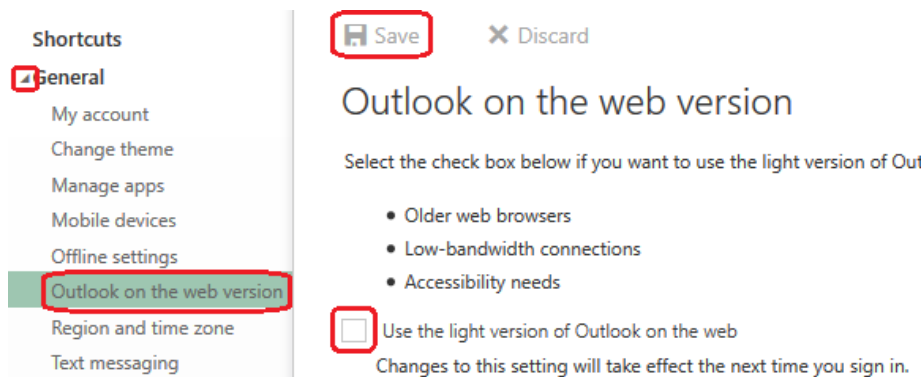 Shortcuts
General
My account
Change theme
Manage apps
Mobile devices
Offline settings
Outlook on the web version
Region and time zone
Text messaging
Save
Discard
Outlook on the web version
Select the check box below if you want to use the light version of Out
• Older web browsers
• Low-bandwidth connections
• Accessibility needs
Use the light version of Outlook on the web
Changes to this setting will take effect the next time you sign in.